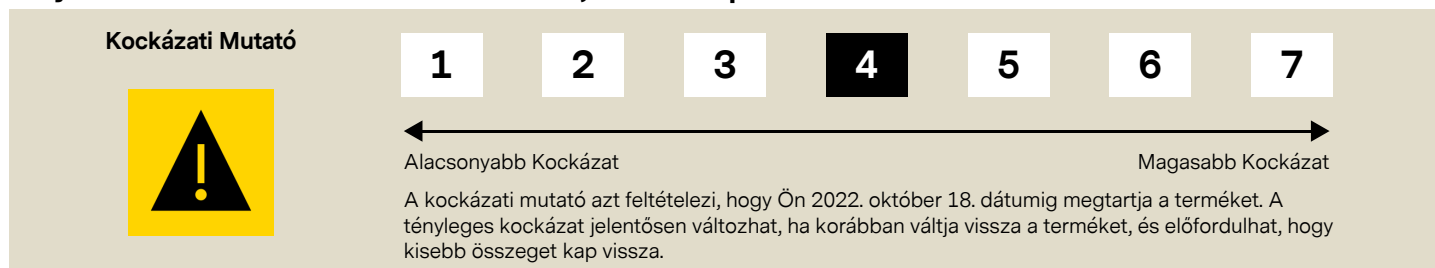 Kockázati Mutató
1 2 3 4 5 6 7
Alacsonyabb Kockázat Magasabb Kockázat
A kockázati mutató azt feltételezi, hogy Ön 2022. október 18. dátumig megtartja a terméket. A
tényleges kockázat jelentősen változhat, ha korábban váltja vissza a terméket, és előfordulhat, hogy
kisebb összeget kap vissza.